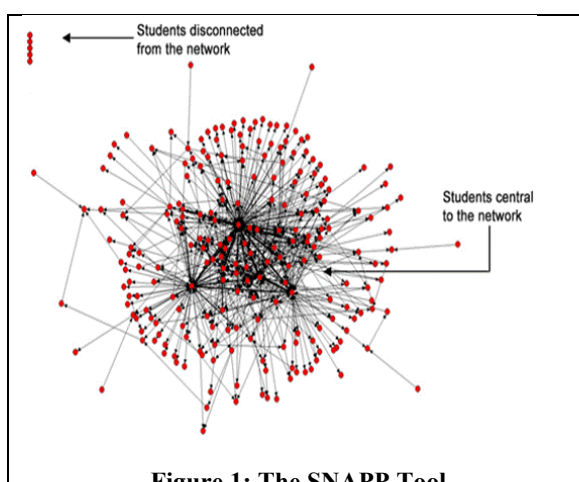 Students disconnected
from the network
Students central
to the network
Figure 1: The SNAPP Tool